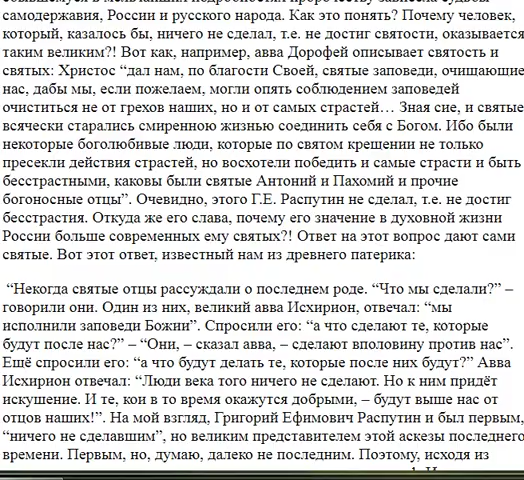 самодержавия, России и русского народа. Как это понять? Почему человек,
который, казалось бы, ничего не сделал, т.е. не достиг святости, оказывается
таким великим?! Вот как, например, авва Дорофей описывает святость и
святых: Христос “дал нам, по благости Своей, святые заповеди, очищающие
нас, дабы мы, если пожелаем, могли опять соблюдением заповедей
очиститься не от грехов наших, но и от самых страстей… Зная сие, и святые
всячески старались смиренною жизнью соединить себя с Богом. Ибо были
некоторые боголюбивые люди, которые по святом крещении не только
пресекли действия страстей, но восхотели победить и самые страсти и быть
бесстрастными, каковы были святые Антоний и Пахомий и прочие
богоносные отцы”. Очевидно, этого Г.Е. Распутин не сделал, т.е. не достиг
бесстрастия. Откуда же его слава, почему его значение в духовной жизни
России больше современных ему святых?! Ответ на этот вопрос дают сами
святые. Вот этот ответ, известный нам из древнего патерика:
“Некогда святые отцы рассуждали о последнем роде. “Что мы сделали?” –
говорили они. Один из них, великий авва Исхирион, отвечал: “мы
исполнили заповеди Божии”. Спросили его: “а что сделают те, которые
будут после нас?” – “Они, – сказал авва, – сделают вполовину против нас”.
Ещё спросили его: “а что будут делать те, которые после них будут?” Авва
Исхирион отвечал: “Люди века того ничего не сделают. Но к ним придёт
искушение. И те, кои в то время окажутся добрыми, – будут выше нас от
отцов наших!”. На мой взгляд, Григорий Ефимович Распутин и был первым,
“ничего не сделавшим”, но великим представителем этой аскезы последнего
времени. Первым, но, думаю, далеко не последним. Поэтому, исходя из